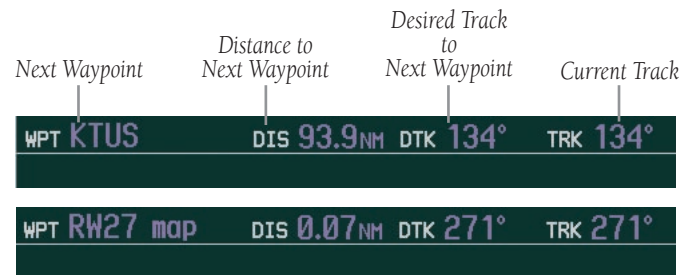 Next Waypoint
Distance to
Next Waypoint
Desired Track
to
Next Waypoint
Current Track
WPT KTUS DIS 93.9NM DTK 134° TRK 134°
WPT RW27 map DIS 0.07NM DTK 271° TRK 271°